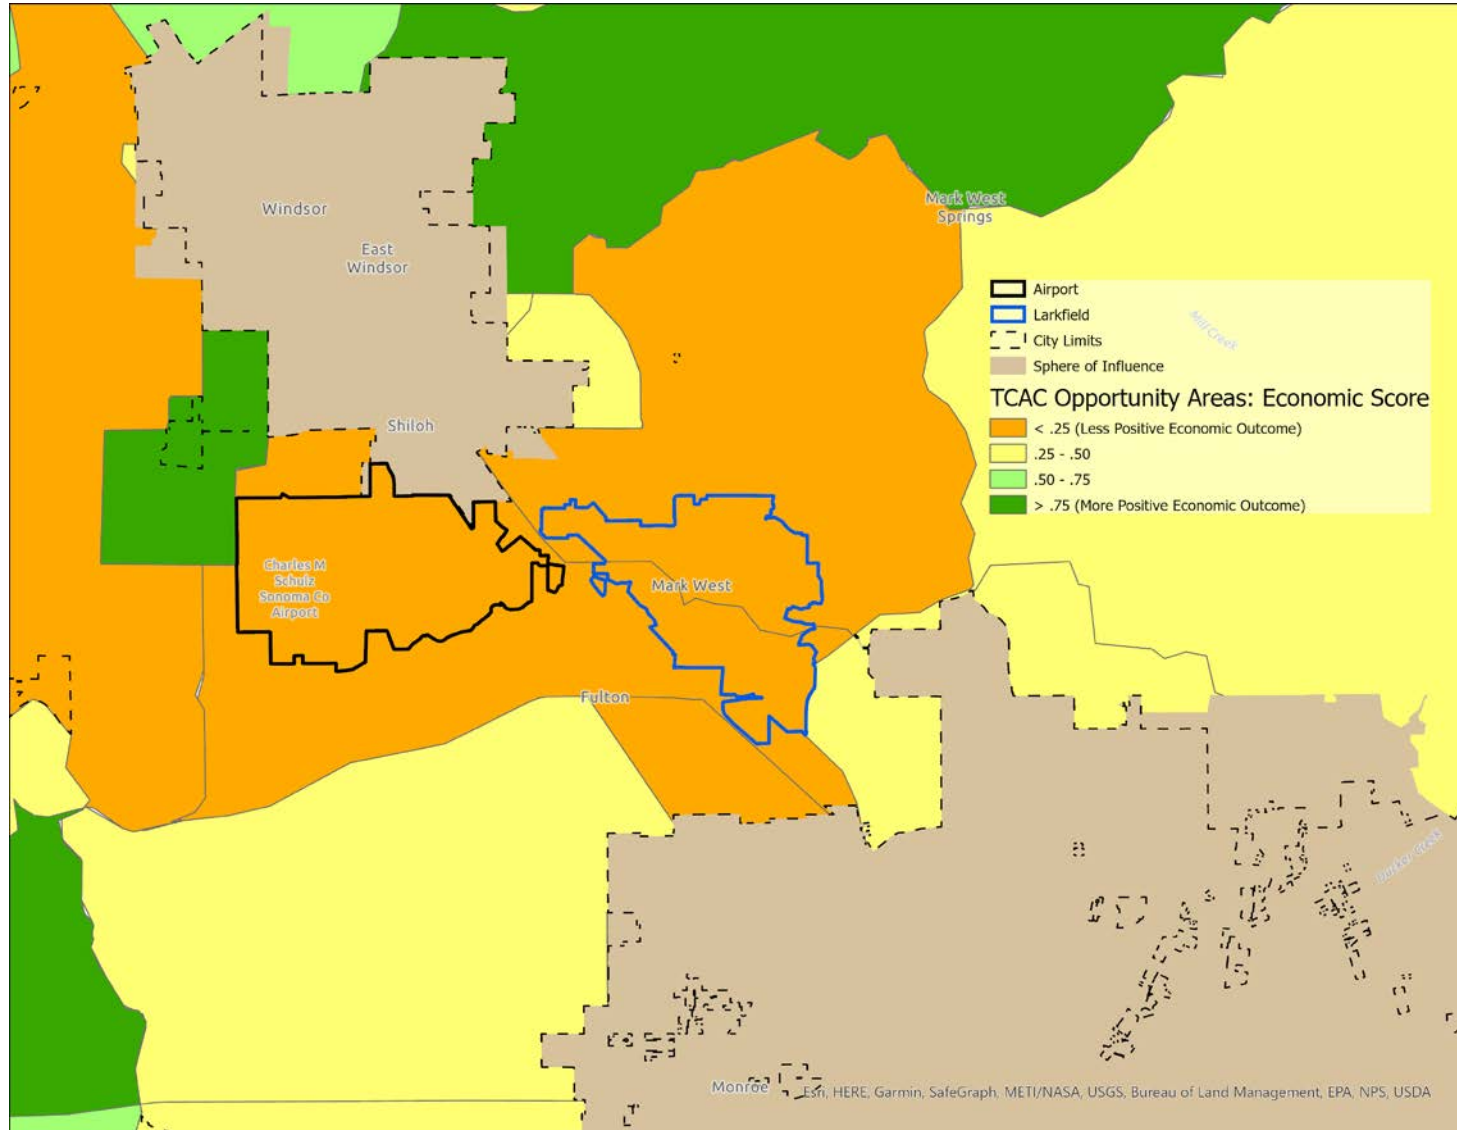 Windsor
East
Windsor
Mark West
Springs
Airport
Larkfield
City Limits
Sphere of Influence
TCAC Opportunity Areas: Economic Score
< .25 (Less Positive Economic Outcome)
.25 - .50
.50 - .75
> .75 (More Positive Economic Outcome)
Mill Creek
Shiloh
Charles M
Schulz
Sonoma Co
Airport
Mark West
Fulton
Ducker Creek
Monroe
Esri, HERE, Garmin, SafeGraph, METI/NASA, USGS, Bureau of Land Management, EPA, NPS, USDA